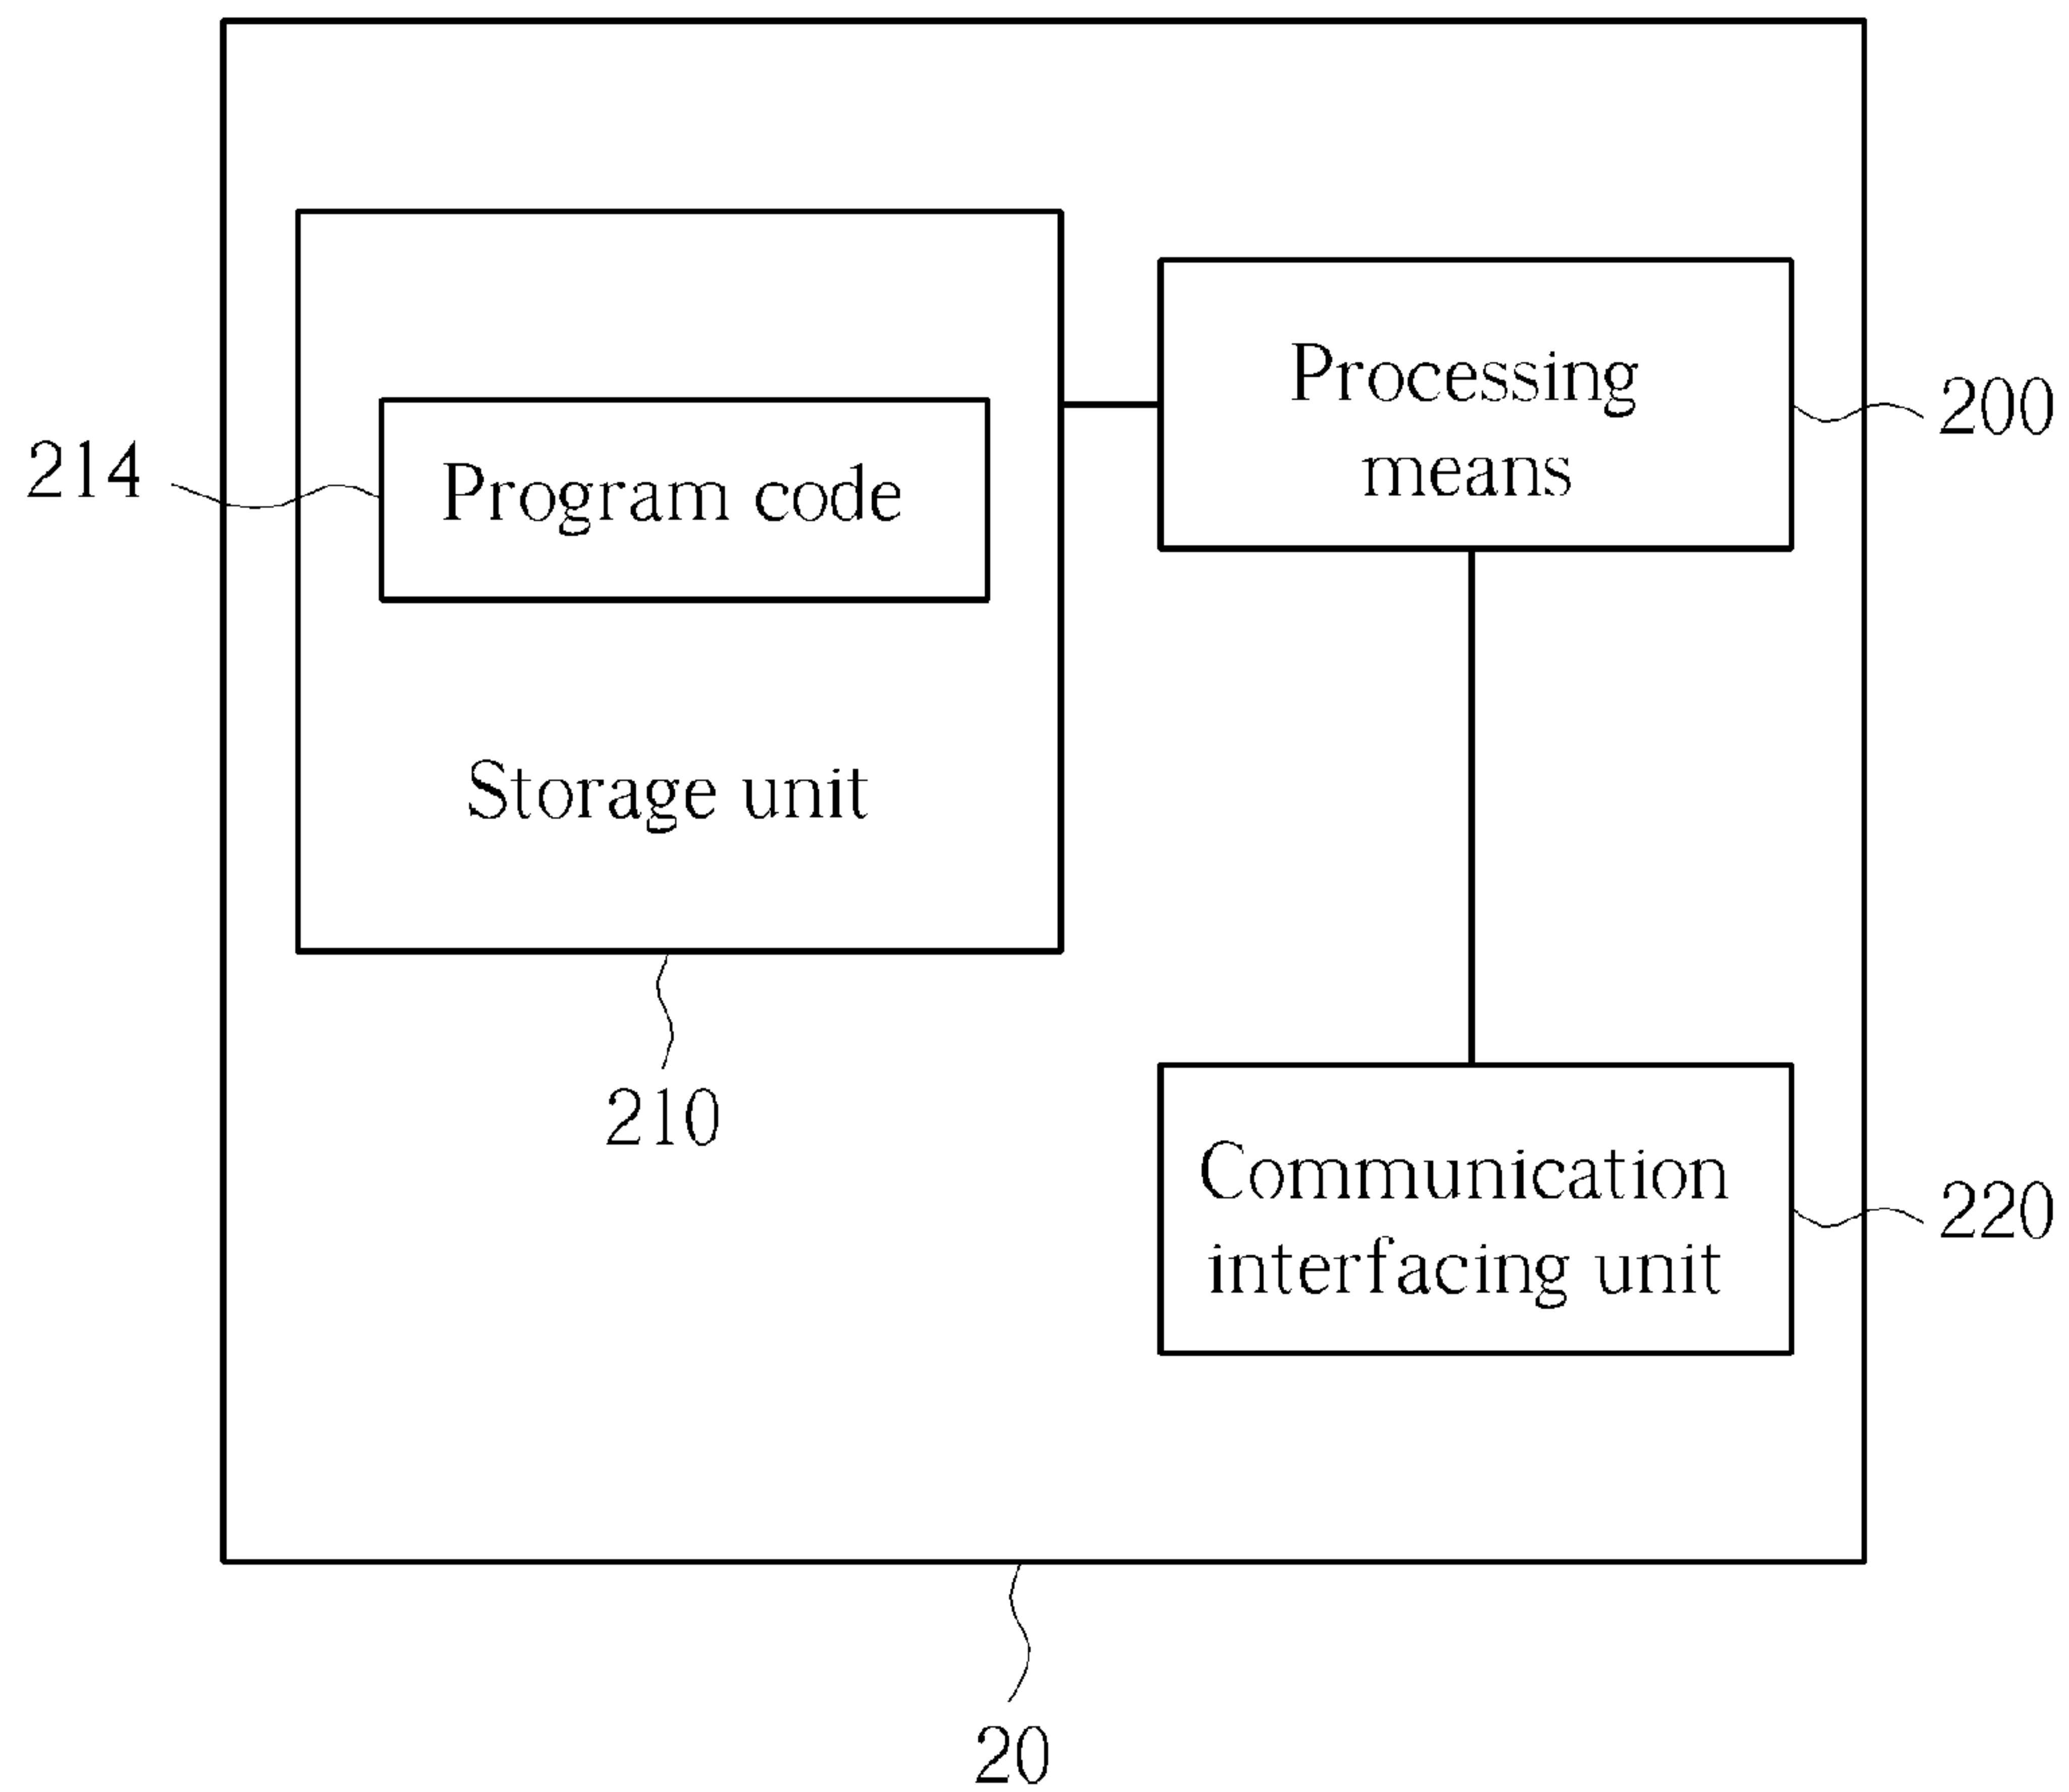 Processing
means
200
214
Program code
Storage unit
210
Communication
interfacing unit
220
20